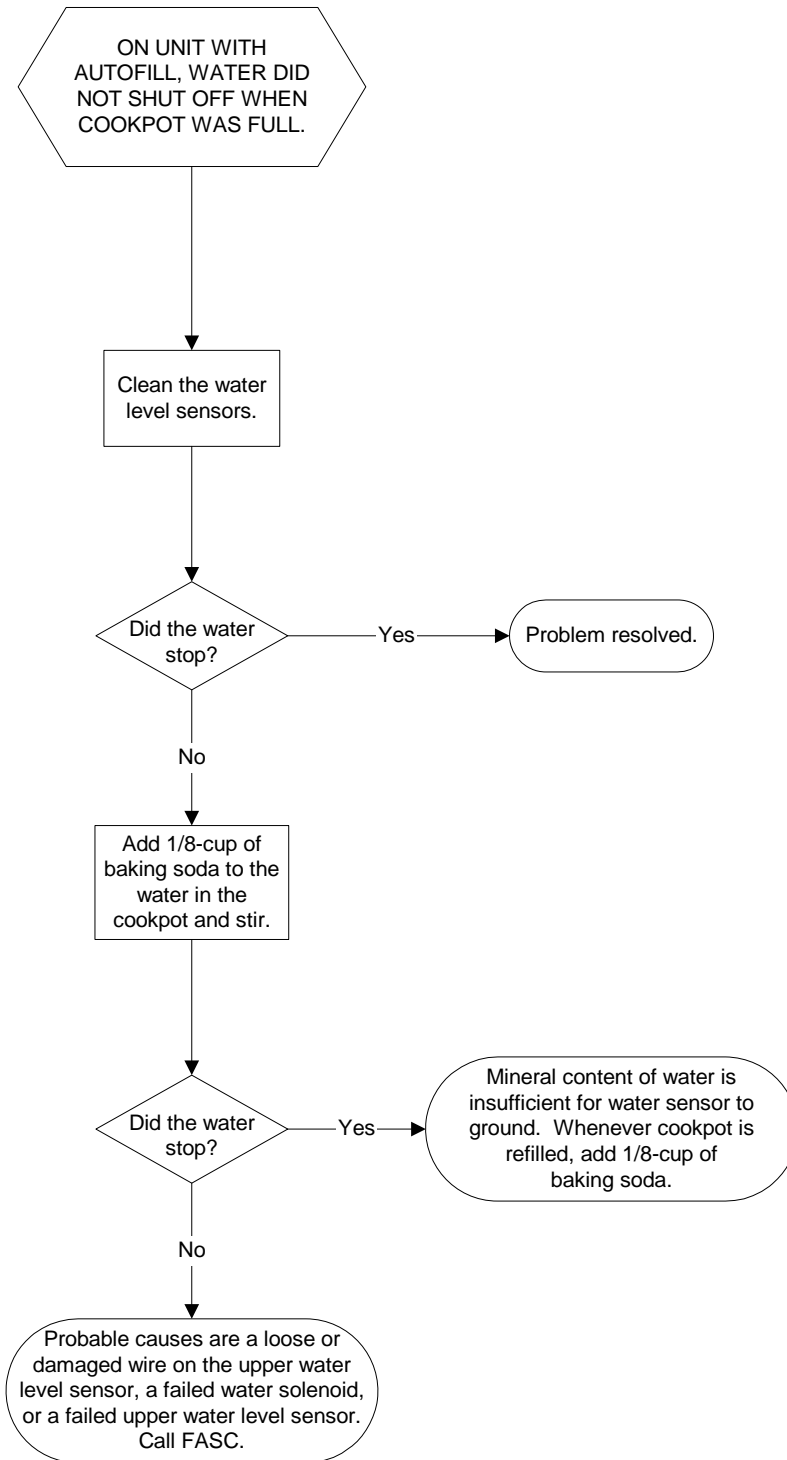 ON UNIT WITH
AUTOFILL, WATER DID
NOT SHUT OFF WHEN
COOKPOT WAS FULL.
Clean the water
level sensors.
Did the water
stop?
Yes
Problem resolved.
No
Add 1/8-cup of
baking soda to the
water in the
cookpot and stir.
Did the water
stop?
Yes
Mineral content of water is
insufficient for water sensor to
ground.  Whenever cookpot is
refilled, add 1/8-cup of
baking soda.
No
Probable causes are a loose or
damaged wire on the upper water
level sensor, a failed water solenoid,
or a failed upper water level sensor.
Call FASC.